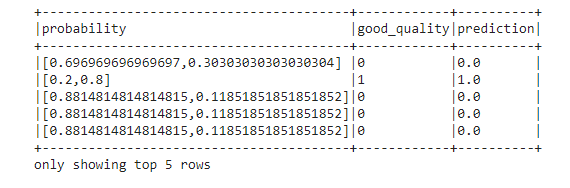 +----------------------------------------+------------+----------+
|probability                             |good_quality|prediction|
+----------------------------------------+------------+----------+
|[0.696969696969697,0.30303030303030304] |0           |0.0       |
|[0.2,0.8]                               |1           |1.0       |
|[0.8814814814814815,0.11851851851851852]|0           |0.0       |
|[0.8814814814814815,0.11851851851851852]|0           |0.0       |
|[0.8814814814814815,0.11851851851851852]|0           |0.0       |
+----------------------------------------+------------+----------+
only showing top 5 rows